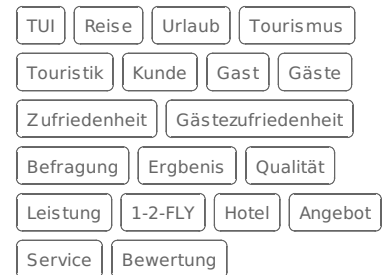 TUI Reise Urlaub Tourismus
Touristik Kunde Gast Gäste
Zufriedenheit Gästezufriedenheit
Befragung Ergbenis Qualität
Leistung 1-2-FLY Hotel Angebot
Service Bewertung